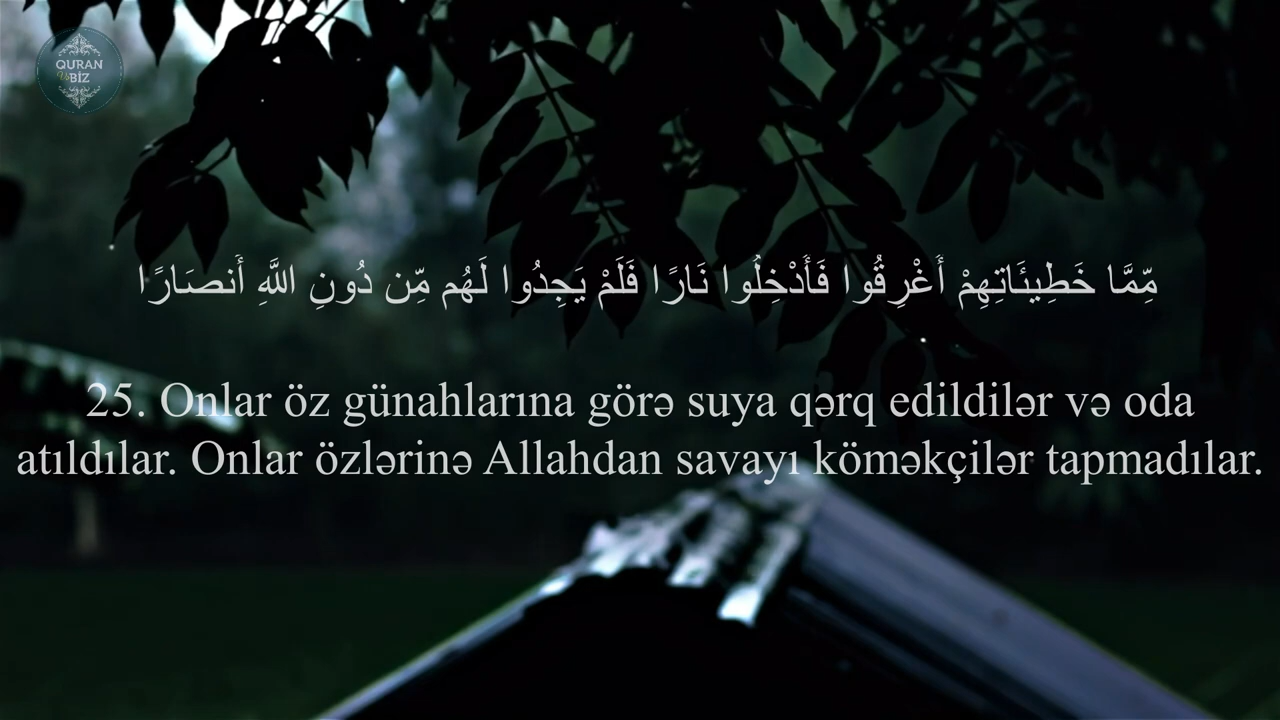 QURAN
Və BİZ
مِّمَّا خَطِيئَاتِهِمْ أُغْرِقُوا فَأُدْخِلُوا نَارًا فَلَمْ يَجِدُوا لَهُم مِّن دُونِ اللَّهِ أَنصَارًا
25. Onlar öz günahlarına görə suya qərq edildilər və oda
atıldılar. Onlar özlərinə Allahdan savayı köməkçilər tapmadılar.